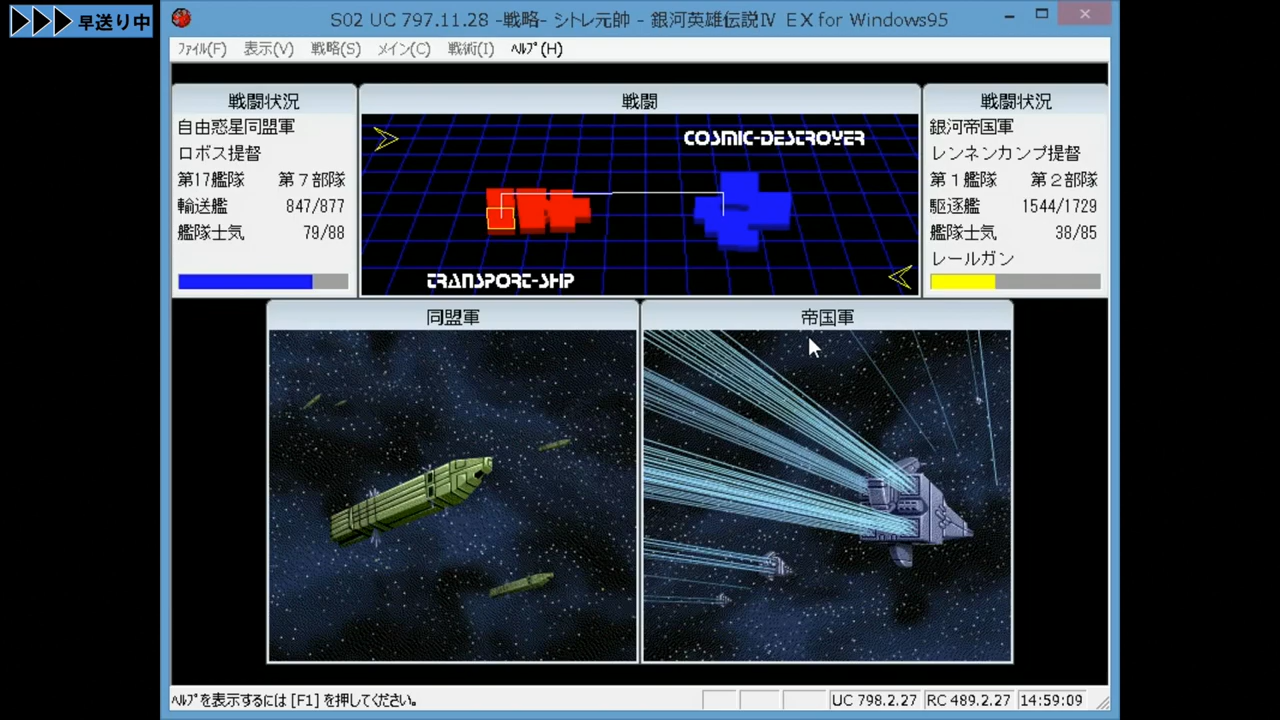 早送り中
S02 UC 797.11.28 -戦略- シトレ元帥 - 銀河英雄伝説Ⅳ EX for Windows95
ﾌｧｲﾙ(F) 表示(V) 戦略(S) メイン(C) 戦術(I) ﾍﾙﾌﾟ(H)
戦闘状況
自由惑星同盟軍
ロボス提督
第17艦隊 第７部隊
輸送艦 847/877
艦隊士気 79/88
戦闘
COSMIC-DESTROYER
TRANSPORT-SHIP
戦闘状況
銀河帝国軍
レンネンカンプ提督
第１艦隊 第２部隊
駆逐艦 1544/1729
艦隊士気 38/85
レールガン
同盟軍
帝国軍
ﾍﾙﾌﾟを表示するには [F1] を押してください。
UC 798.2.27 RC 489.2.27 14:59:09